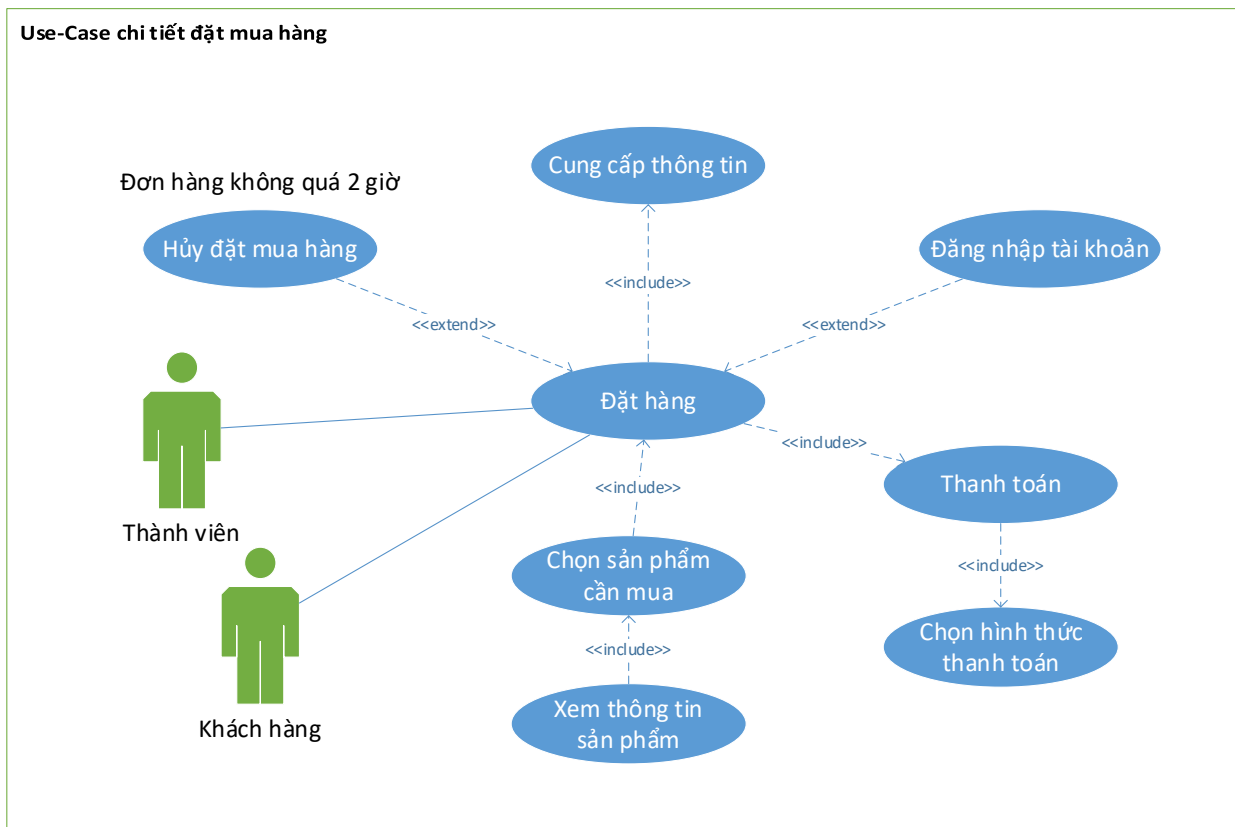 Use-Case chi tiết đặt mua hàng
Cung cấp thông tin
Đơn hàng không quá 2 giờ
Hủy đặt mua hàng
Đăng nhập tài khoản
<<include>>
<<extend>>
<<extend>>
Đặt hàng
<<include>>
Thanh toán
<<include>>
Thành viên
Chọn sản phẩm
cần mua
<<include>>
Chọn hình thức
thanh toán
<<include>>
Xem thông tin
sản phẩm
Khách hàng